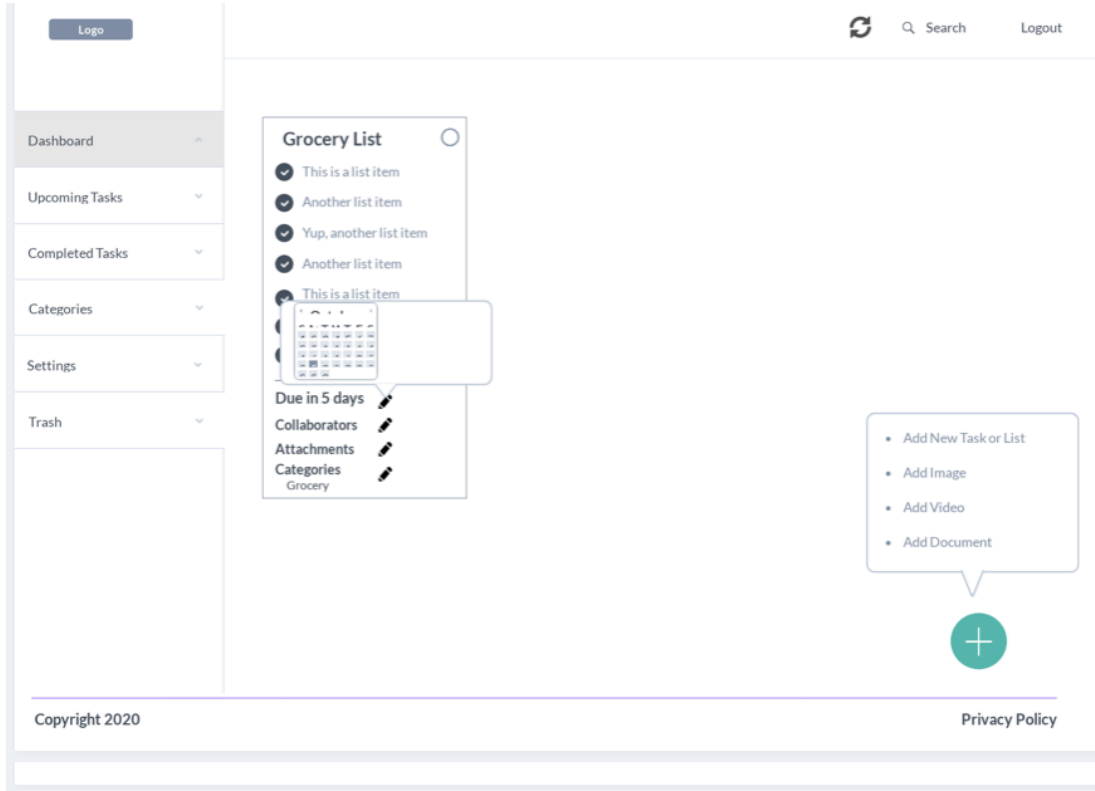 Logo
Search
Logout
Dashboard
Upcoming Tasks
Completed Tasks
Categories
Settings
Trash
Grocery List
This is a list item
Another list item
Yup, another list item
Another list item
This is a list item
Due in 5 days
Collaborators
Attachments
Categories
Grocery
Add New Task or List
Add Image
Add Video
Add Document
Copyright 2020
Privacy Policy